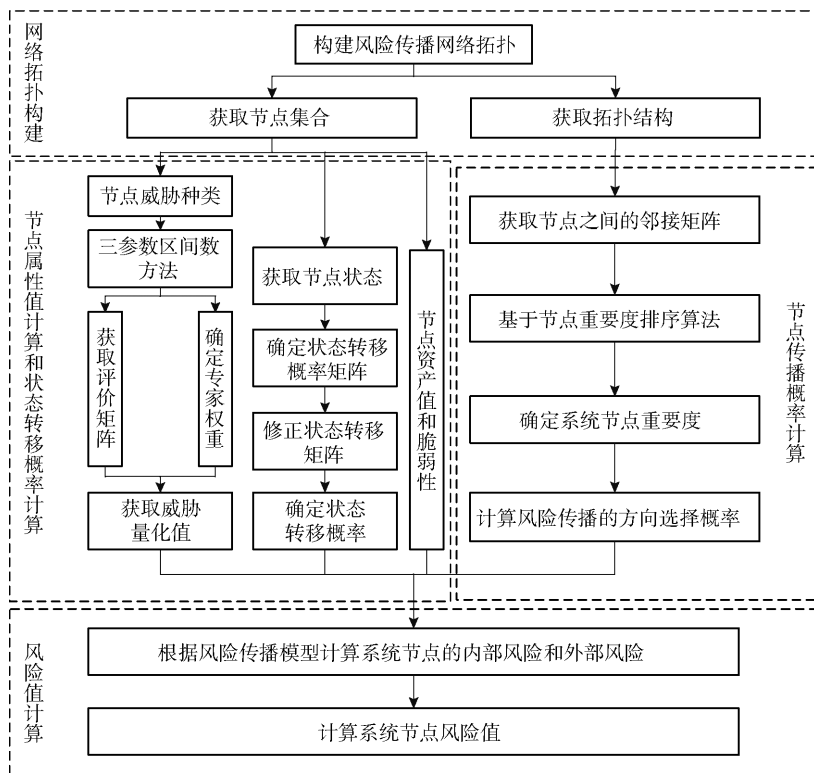 网络拓扑构建
构建风险传播网络拓扑
获取节点集合
获取拓扑结构
节点属性值计算和状态转移概率计算
节点威胁种类
三参数区间数
方法
获取评价矩阵
确定专家权重
获取威胁
量化值
获取节点状态
确定状态转移
概率矩阵
修正状态转移
矩阵
确定状态
转移概率
节点资产值和脆弱性
获取节点之间的邻接矩阵
基于节点重要度排序算法
确定系统节点重要度
计算风险传播的方向选择概率
节点传播概率计算
风险值计算
根据风险传播模型计算系统节点的内部风险和外部风险
计算系统节点风险值